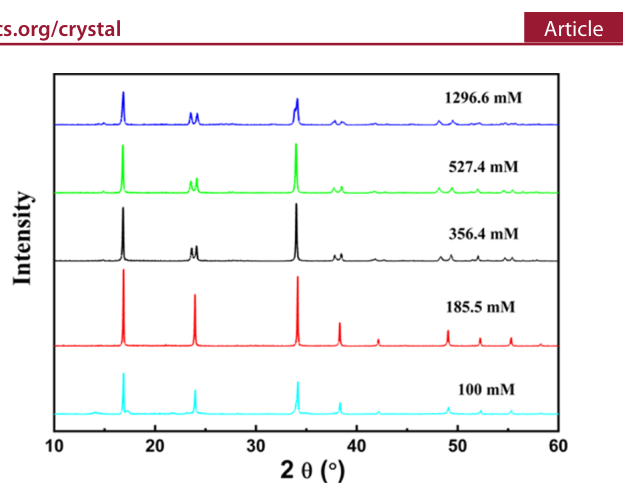 cs.org/crystal
Article
1296.6 mM
527.4 mM
356.4 mM
185.5 mM
100 mM
Intensity
10 20 30 40 50 60
2 θ (°)